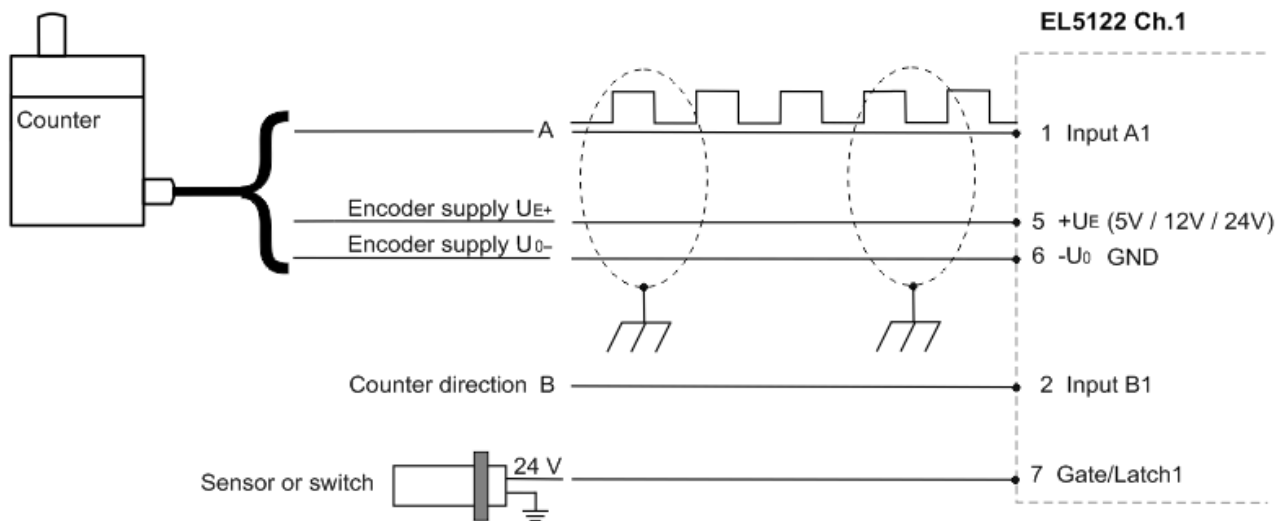 EL5122 Ch.1
Counter
A
1 Input A1
Encoder supply UE+
5 +UE (5V / 12V / 24V)
Encoder supply U0–
6 -U0 GND
Counter direction B
2 Input B1
24 V
Sensor or switch
7 Gate/Latch1